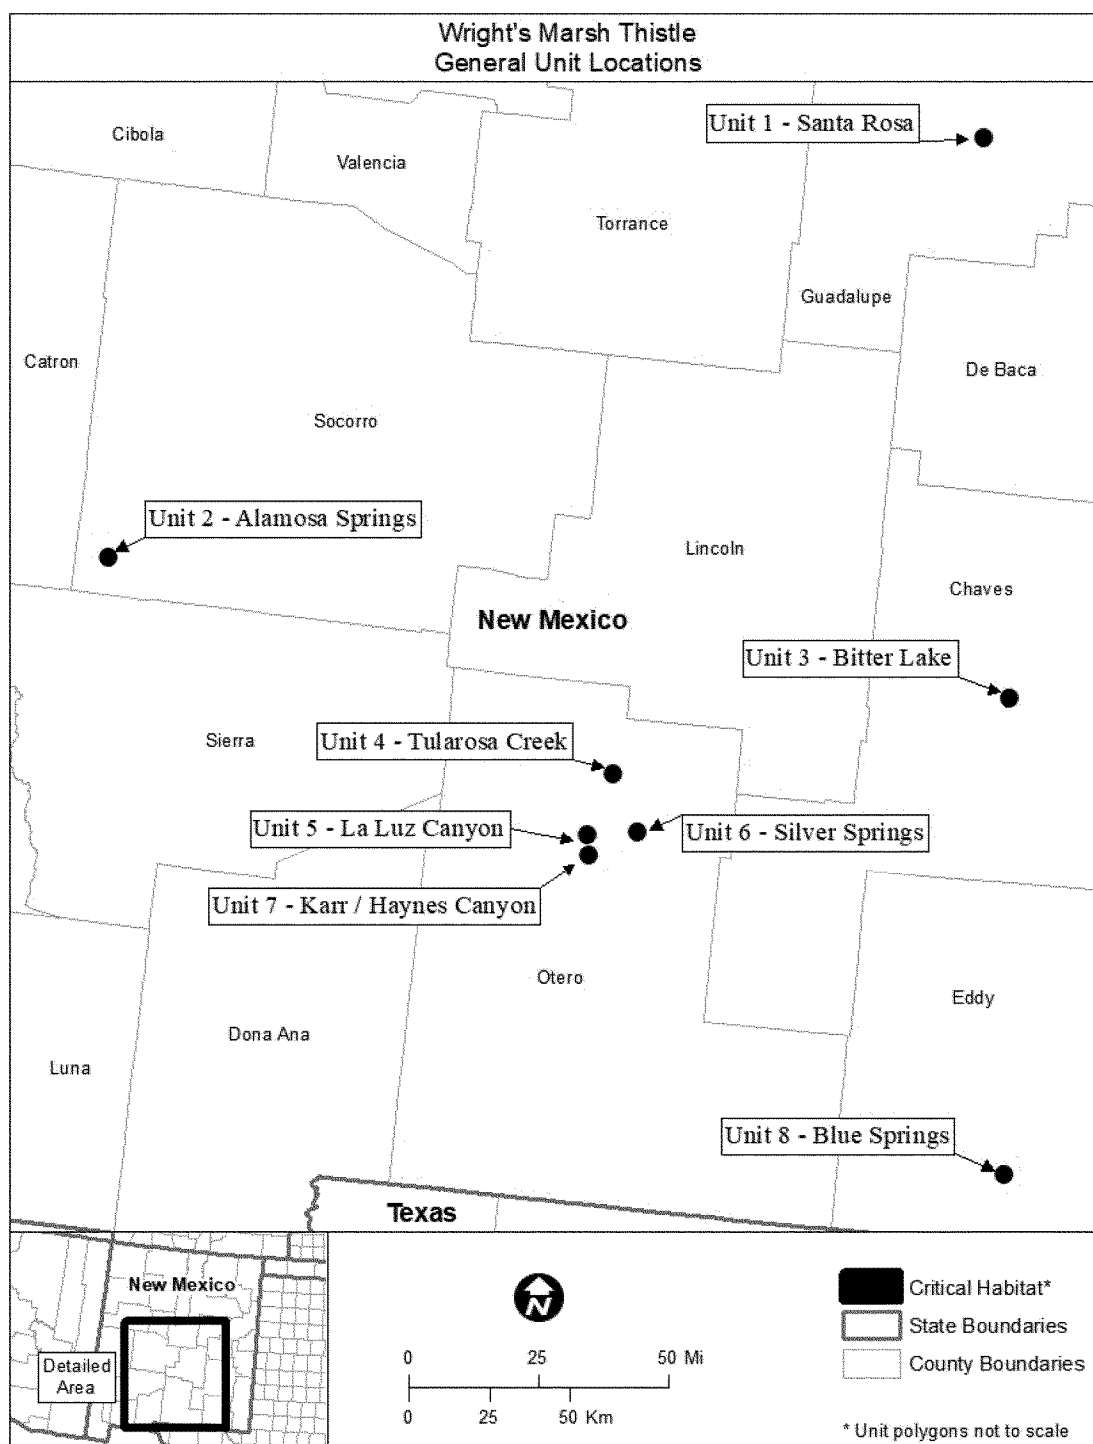 Wright's Marsh Thistle
General Unit Locations
Unit 1 - Santa Rosa
Cibola
Valencia
Torrance
Guadalupe
Catron
De Baca
Socorro
Unit 2 - Alamosa Springs
Lincoln
Chaves
New Mexico
Unit 3 - Bitter Lake
Sierra
Unit 4 - Tularosa Creek
Unit 5 - La Luz Canyon
Unit 6 - Silver Springs
Unit 7 - Karr / Haynes Canyon
Otero
Eddy
Dona Ana
Luna
Unit 8 - Blue Springs
Texas
New Mexico
Detailed
Area
N
0 25 50 Mi
0 25 50 Km
Critical Habitat*
State Boundaries
County Boundaries
* Unit polygons not to scale